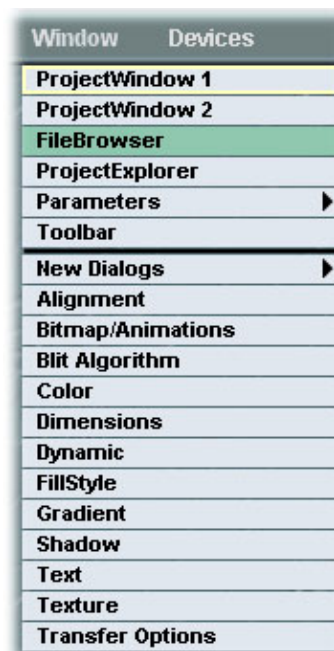 Window Devices
ProjectWindow 1
ProjectWindow 2
FileBrowser
ProjectExplorer
Parameters
Toolbar
New Dialogs
Alignment
Bitmap/Animations
Blit Algorithm
Color
Dimensions
Dynamic
FillStyle
Gradient
Shadow
Text
Texture
Transfer Options